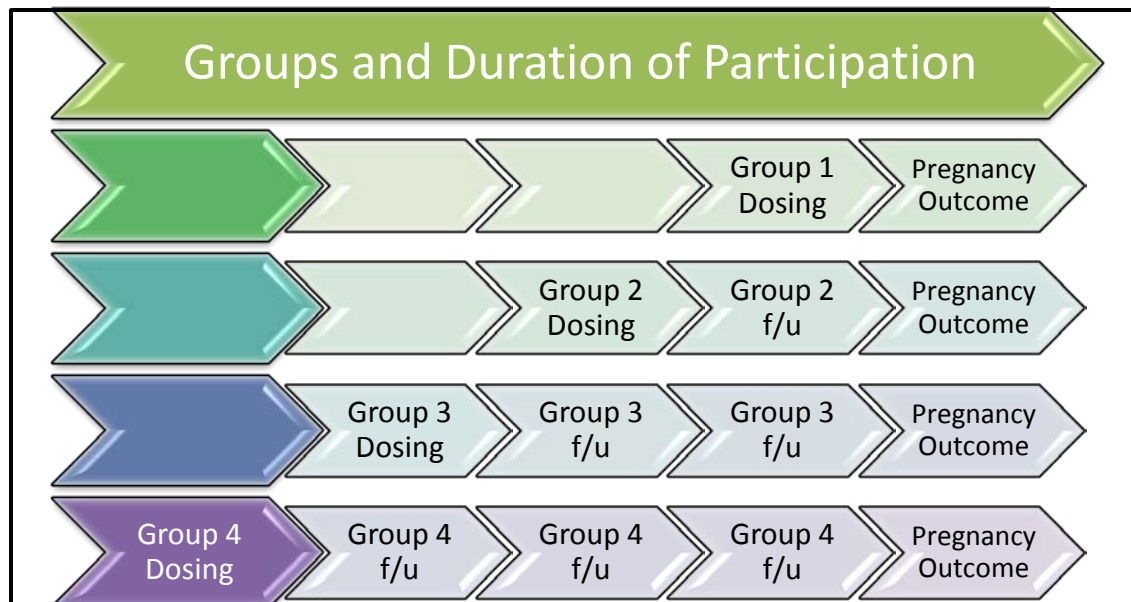 Groups and Duration of Participation
Group 1
Dosing
Pregnancy
Outcome
Group 2
Dosing
Group 2
f/u
Pregnancy
Outcome
Group 3
Dosing
Group 3
f/u
Group 3
f/u
Pregnancy
Outcome
Group 4
Dosing
Group 4
f/u
Group 4
f/u
Group 4
f/u
Pregnancy
Outcome